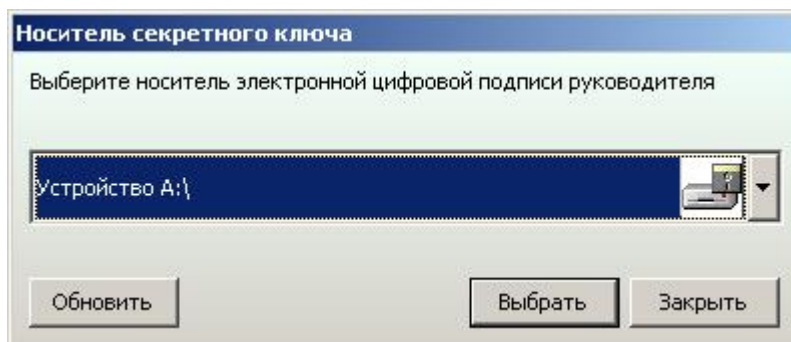 Носитель секретного ключа
Выберите носитель электронной цифровой подписи руководителя
Устройство A:\
Обновить Выбрать Закрыть